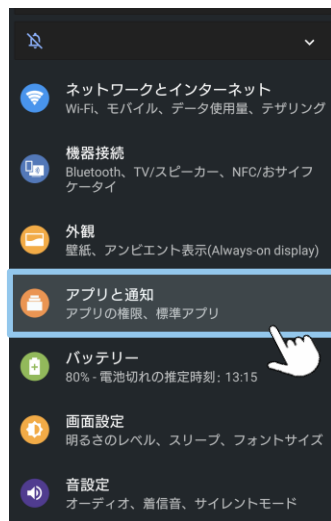 ネットワークとインターネット
Wi-Fi、モバイル、データ使用量、テザリング
機器接続
Bluetooth、TV/スピーカー、NFC/おサイフ
ケータイ
外観
壁紙、アンビエント表示(Always-on display)
アプリと通知
アプリの権限、標準アプリ
バッテリー
80% - 電池切れの推定時刻: 13:15
画面設定
明るさのレベル、スリープ、フォントサイズ
音設定
オーディオ、着信音、サイレントモード